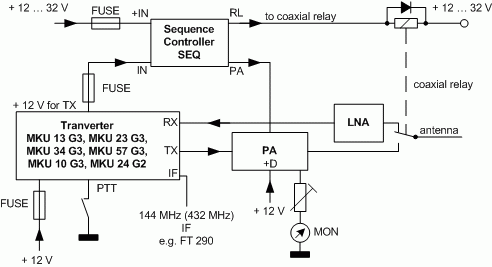 + 12 ... 32 V
FUSE
+IN
Sequence
Controller
SEQ
RL
to coaxial relay
+ 12 ... 32 V
IN
PA
FUSE
coaxial relay
+ 12 V for TX
Tranverter
MKU 13 G3, MKU 23 G3,
MKU 34 G3, MKU 57 G3,
MKU 10 G3, MKU 24 G2
RX
TX
IF
LNA
antenna
PA
+D
PTT
FUSE
144 MHz (432 MHz)
IF
e.g. FT 290
+ 12 V
MON
+ 12 V